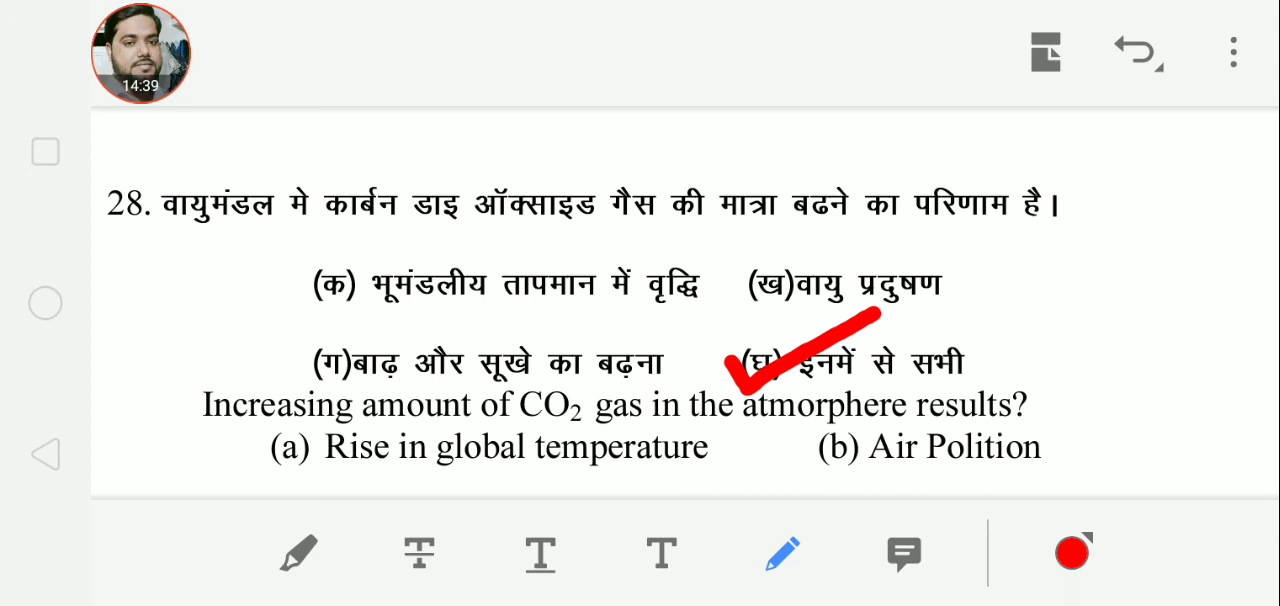 14:39
28. वायुमंडल मे कार्बन डाइ ऑक्साइड गैस की मात्रा बढने का परिणाम है।
(क) भूमंडलीय तापमान में वृद्धि (ख)वायु प्रदुषण
(ग)बाढ़ और सूखे का बढ़ना (घ) इनमें से सभी
Increasing amount of CO₂ gas in the atmorphere results?
(a) Rise in global temperature (b) Air Polition
T T T